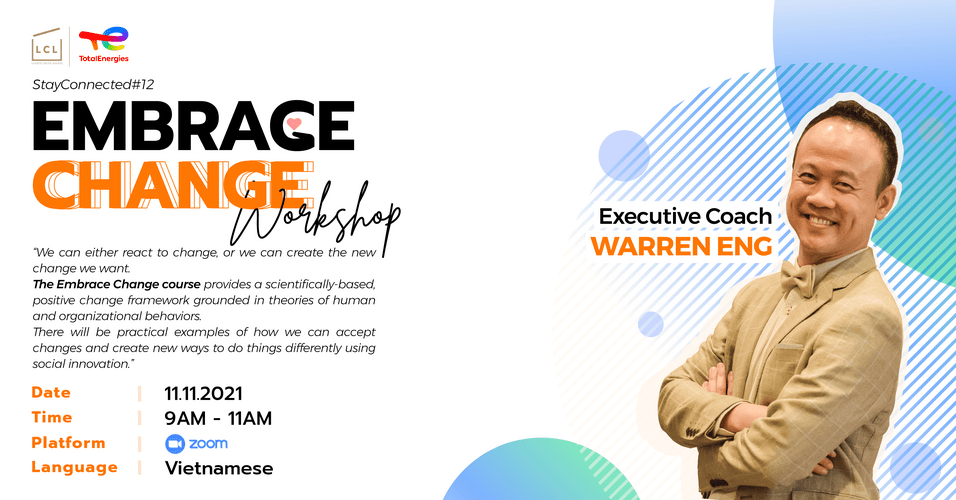 LCL
TotalEnergies
StayConnected#12
EMBRACE
CHANGE
Workshop
“We can either react to change, or we can create the new
change we want.
The Embrace Change course provides a scientifically-based,
positive change framework grounded in theories of human
and organizational behaviors.
There will be practical examples of how we can accept
changes and create new ways to do things differently using
social innovation.”
Date | 11.11.2021
Time | 9AM - 11AM
Platform | zoom
Language | Vietnamese
Executive Coach
WARREN ENG